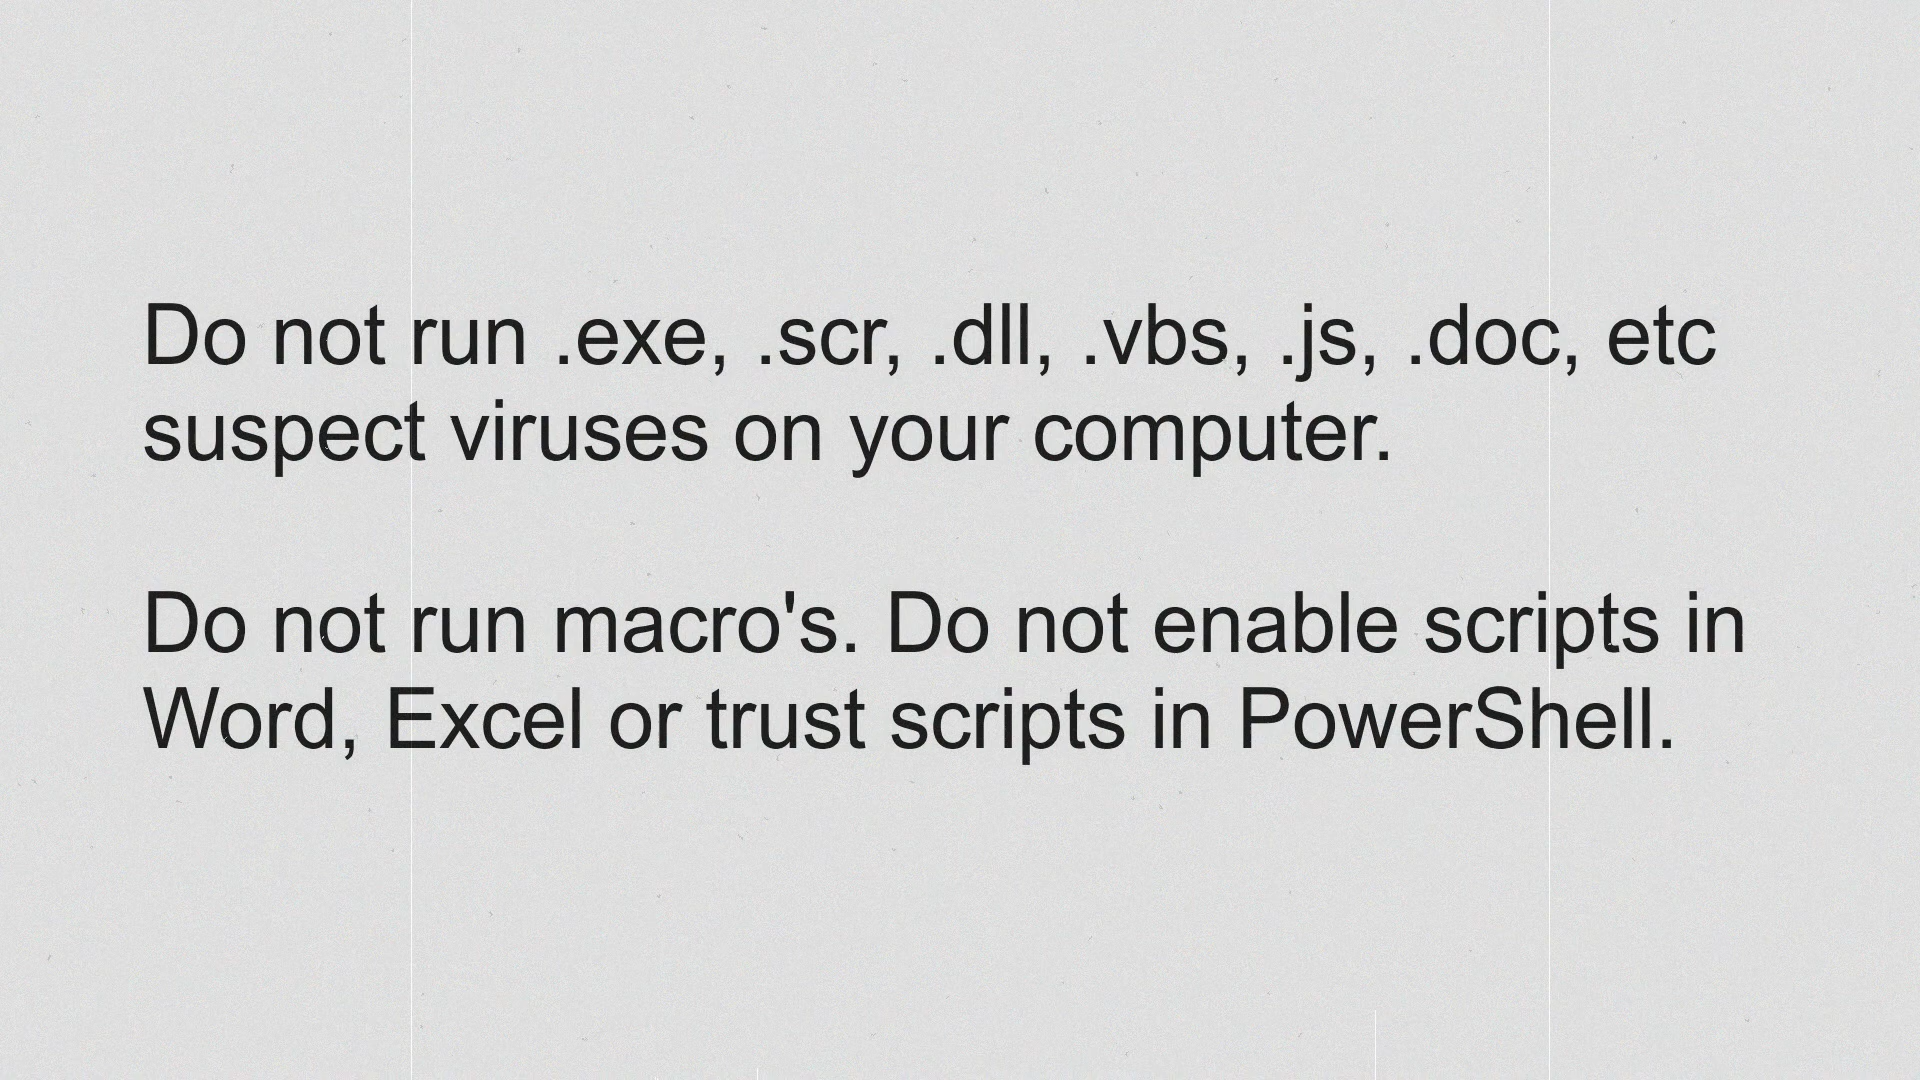 Do not run .exe, .scr, .dll, .vbs, .js, .doc, etc
suspect viruses on your computer.
Do not run macro's. Do not enable scripts in
Word, Excel or trust scripts in PowerShell.